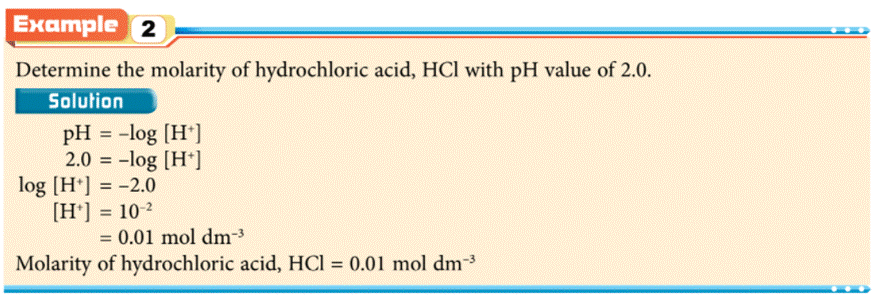 Example 2
Determine the molarity of hydrochloric acid, HCl with pH value of 2.0.
Solution
pH = –log [H⁺]
2.0 = –log [H⁺]
log [H⁺] = –2.0
[H⁺] = 10⁻²
= 0.01 mol dm⁻³
Molarity of hydrochloric acid, HCl = 0.01 mol dm⁻³